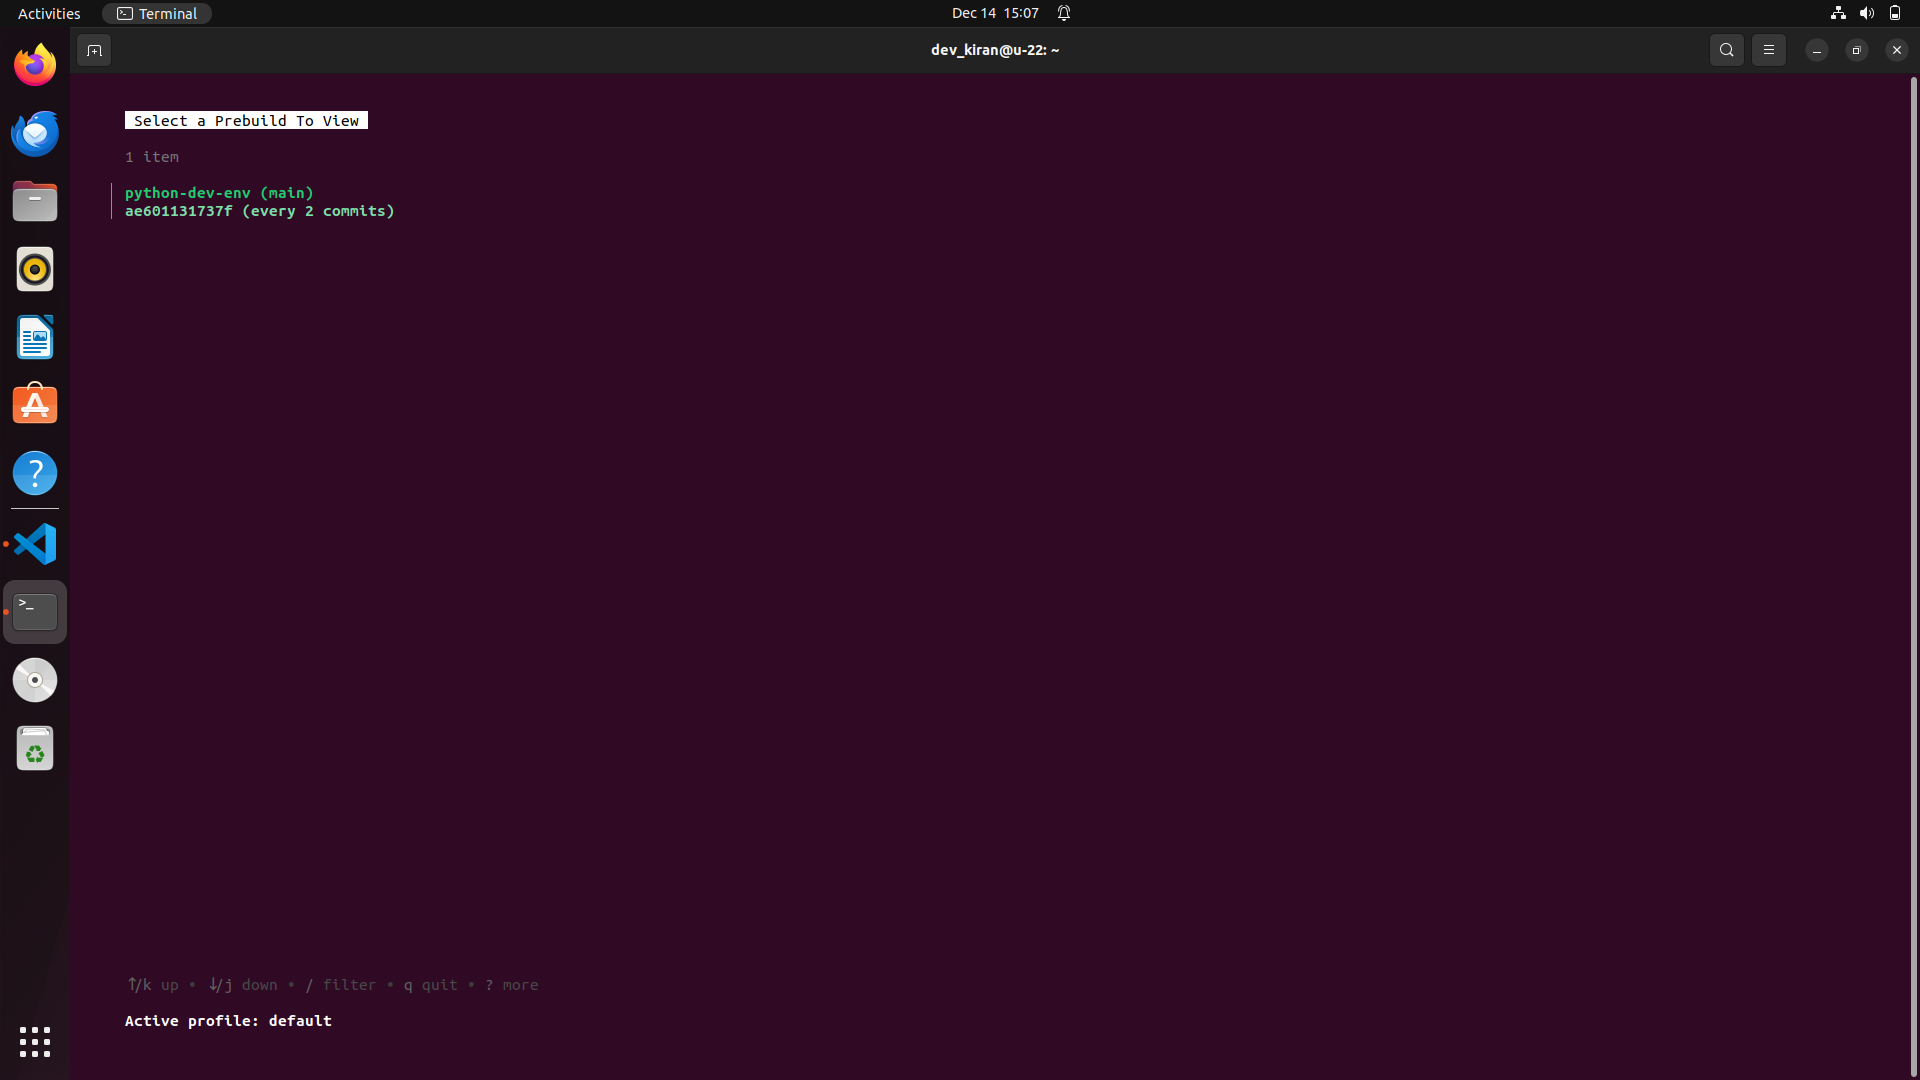 Activities
Terminal
Dec 14 15:07
dev_kiran@u-22: ~
Select a Prebuild To View
1 item
python-dev-env (main)
ae601131737f (every 2 commits)
↑/k up • ↓/j down • / filter • q quit • ? more
Active profile: default